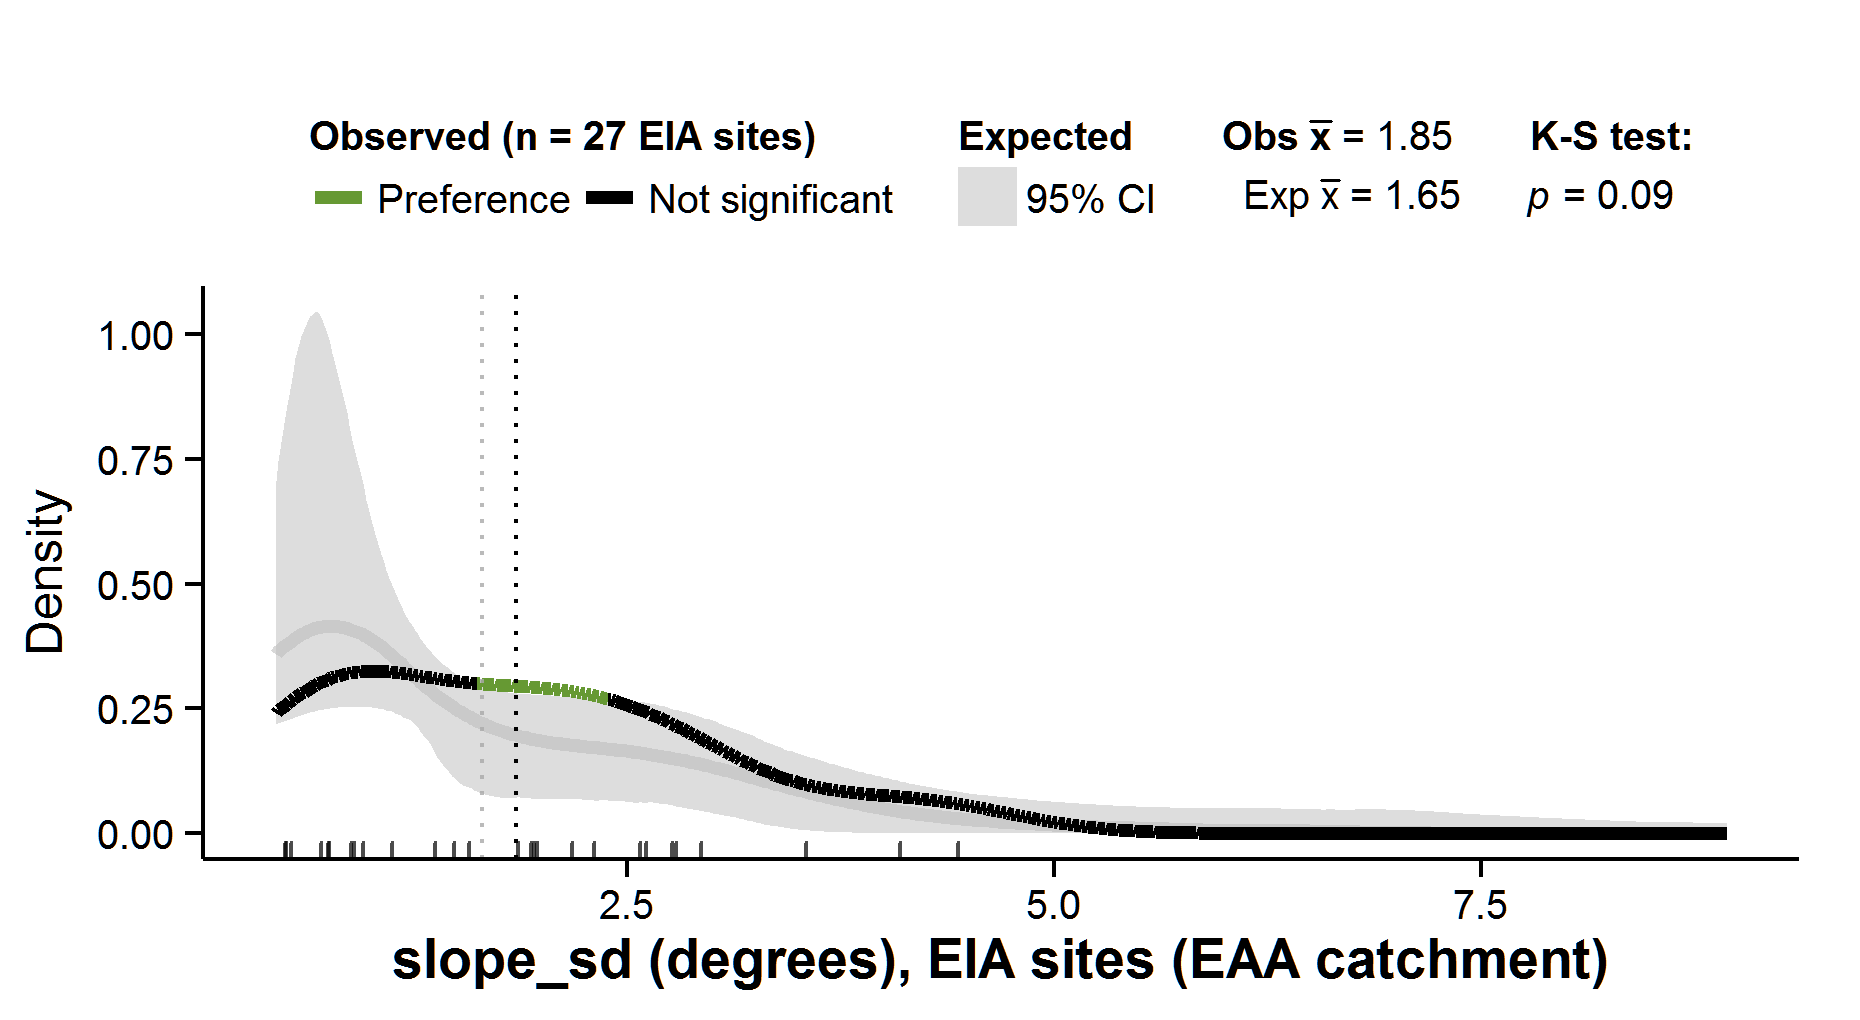 Observed (n = 27 EIA sites) Expected Obs x̅ = 1.85 K-S test:
Preference Not significant 95% CI Exp x̅ = 1.65 p = 0.09
1.00
0.75
0.50
0.25
0.00
Density
2.5 5.0 7.5
slope_sd (degrees), EIA sites (EAA catchment)